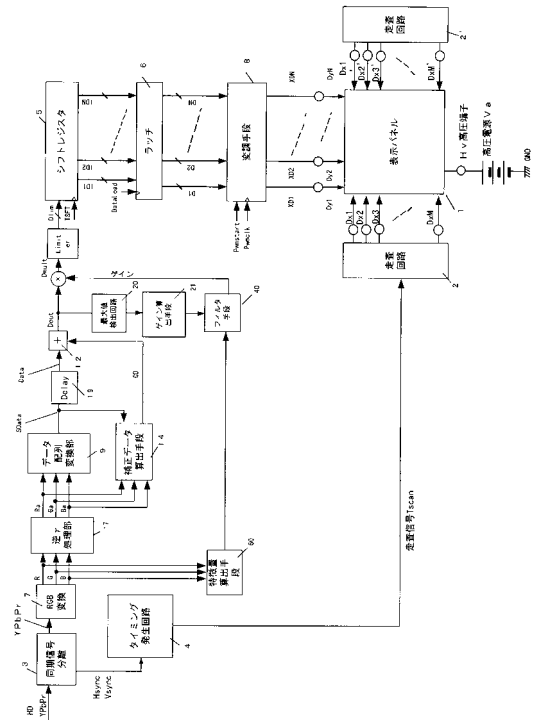 HD
YPbPr
3
同期信号
分離
YPbPr
7
RGB
変換
R
G
B
17
逆γ
処理部
Ra
Ga
Ba
9
データ
配列
変換部
SData
Delay
19
Data
+
12
Dout
×
Dmult
Limit
er
Dlim
TSFT
5
シフトレジスタ
ID1
ID2
IDN
DataLoad
6
ラッチ
D1
D2
DN
8
変調手段
Pwmstart
Pwmclk
XD1
XD2
XDN
Dy1
Dy2
DyN
補正データ
算出手段
14
CD
20
最大値
検出回路
21
ゲイン算
出手段
ゲイン
40
フィルタ
手段
60
特徴量
算出手
段
Hsync
Vsync
タイミング
発生回路
4
走査信号Tscan
走査
回路
2
Dx1
Dx2
Dx3
DxM
表示パネル
1
走査
回路
2'
Dx1'
Dx2'
Dx3'
DxM'
Hv高圧端子
高圧電源Va
GND